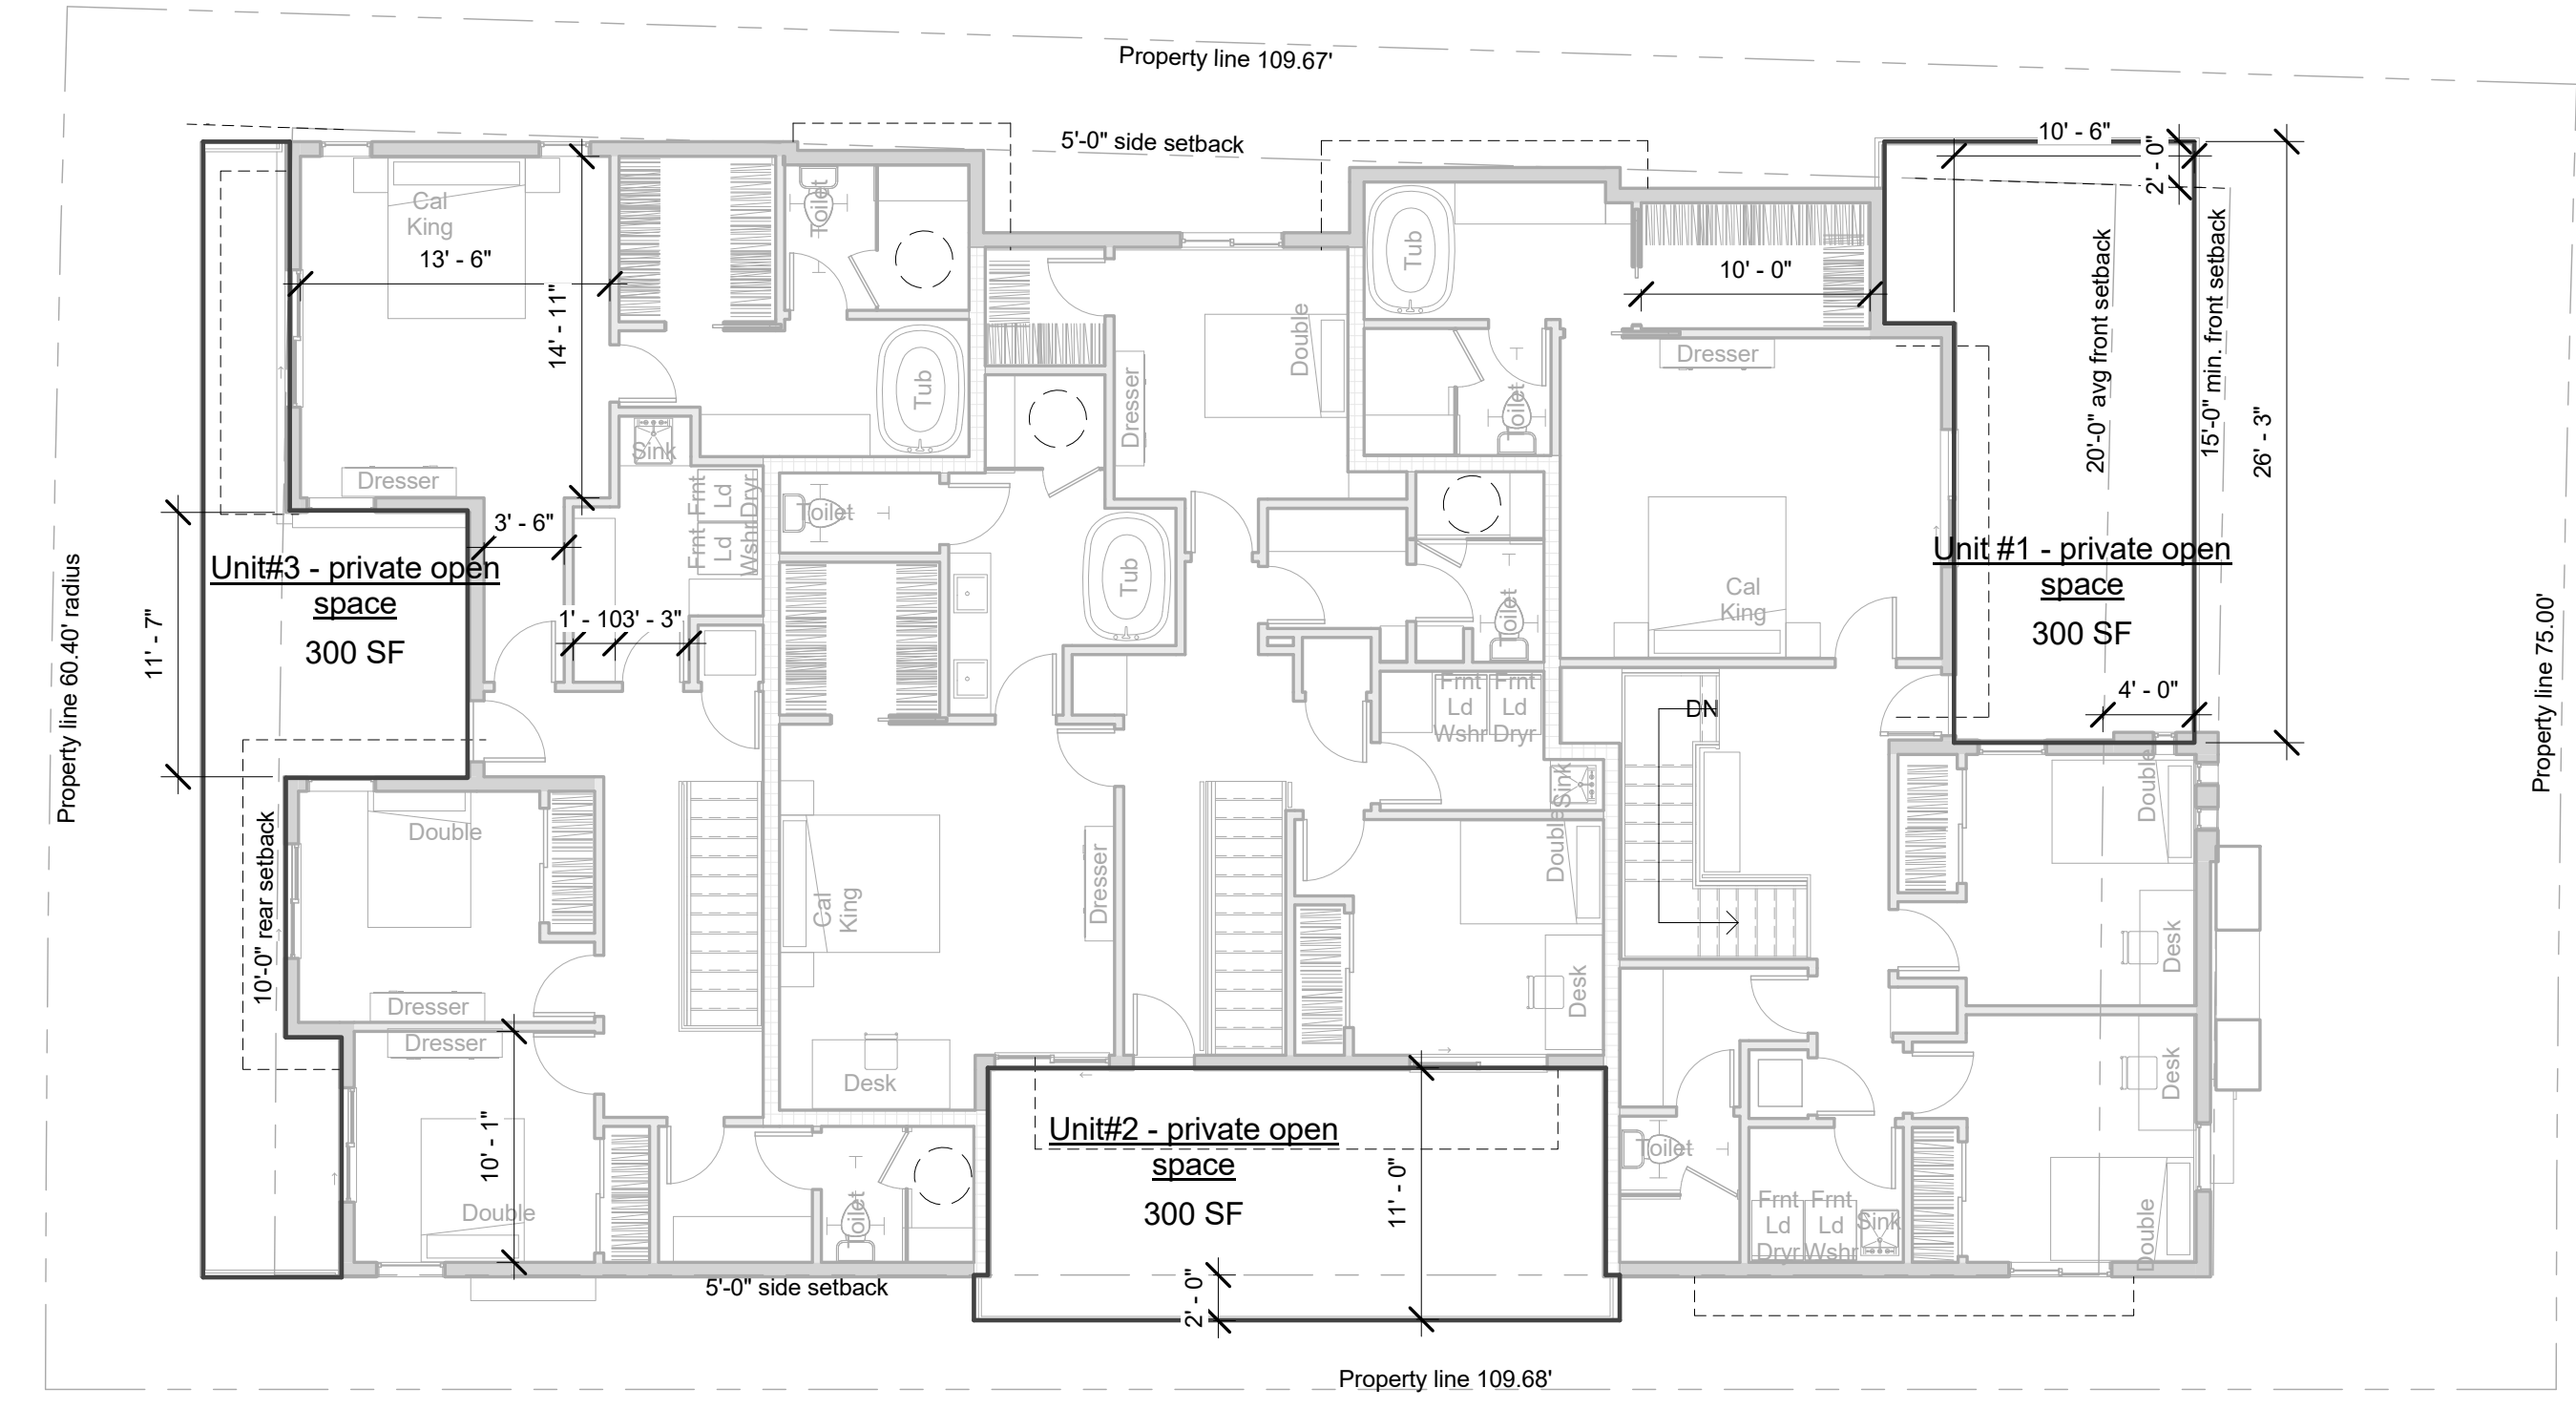 Property line 109.67'
5'-0" side setback
10' - 6"
2' - 0"
Cal
King
13' - 6"
14' - 11"
Toilet
Tub
Double
Dresser
Tub
10' - 0"
Dresser
Toilet
20'-0" avg front setback
15'-0" min. front setback
26' - 3"
Dresser
Sink
Frnt
Ld
Dryr
Frnt
Ld
Wshr
Tub
3' - 6"
Toilet
Tub
Toilet
Unit#3 - private open
space
300 SF
11' - 7"
1' - 10
3' - 3"
Property line 60.40' radius
Cal
King
Unit #1 - private open
space
300 SF
4' - 0"
Property line 75.00'
Frnt
Ld
Wshr
Frnt
Ld
Dryr
DN
Sink
Double
10'-0" rear setback
Double
Dresser
Cal
King
Dresser
Double
Desk
Double
Desk
Dresser
10' - 1"
Double
Desk
Toilet
Unit#2 - private open
space
300 SF
11' - 0"
2' - 0"
Toilet
Frnt
Ld
Dryr
Frnt
Ld
Wshr
Sink
Desk
Double
5'-0" side setback
Property line 109.68'